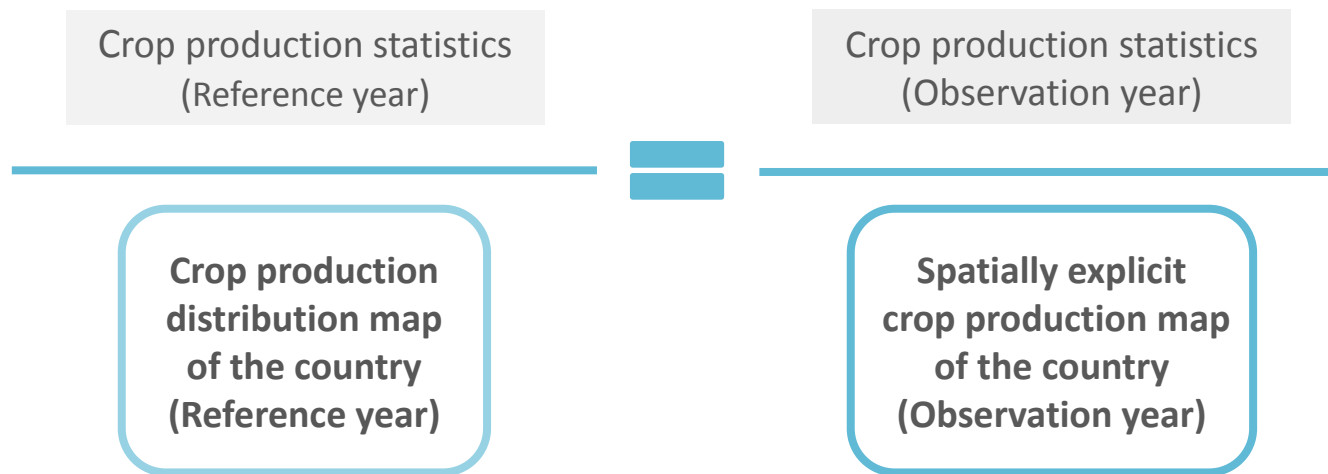 Crop production statistics
(Reference year)
Crop production
distribution map
of the country
(Reference year)
Crop production statistics
(Observation year)
Spatially explicit
crop production map
of the country
(Observation year)